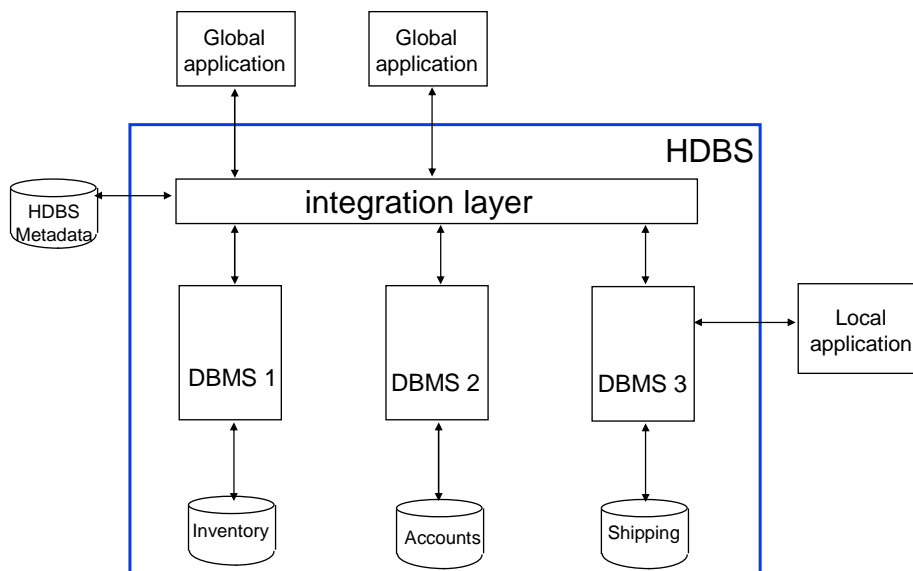 Global
application
Global
application
HDBS
HDBS
Metadata
integration layer
DBMS 1
DBMS 2
DBMS 3
Local
application
Inventory
Accounts
Shipping